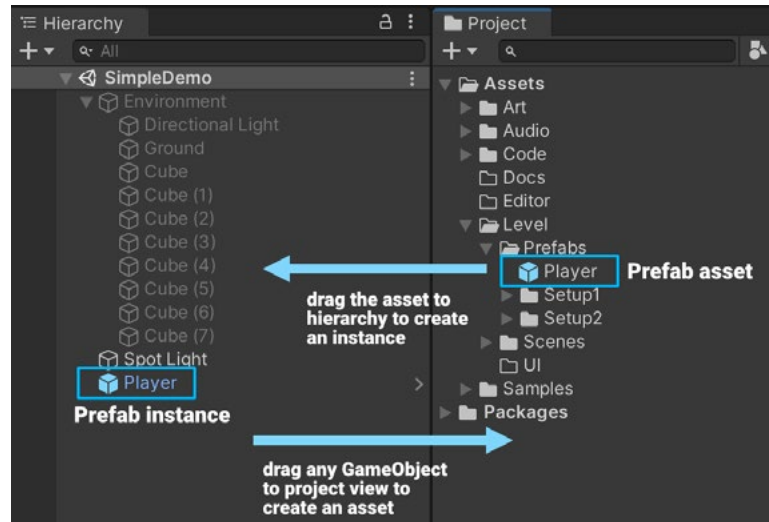 Hierarchy
All
SimpleDemo
Environment
Directional Light
Ground
Cube
Cube (1)
Cube (2)
Cube (3)
Cube (4)
Cube (5)
Cube (6)
Cube (7)
Spot Light
Player
Prefab instance
Project
Assets
Art
Audio
Code
Docs
Editor
Level
Prefabs
Player
Prefab asset
Setup1
Setup2
Scenes
UI
Samples
Packages
drag the asset to
hierarchy to create
an instance
drag any GameObject
to project view to
create an asset